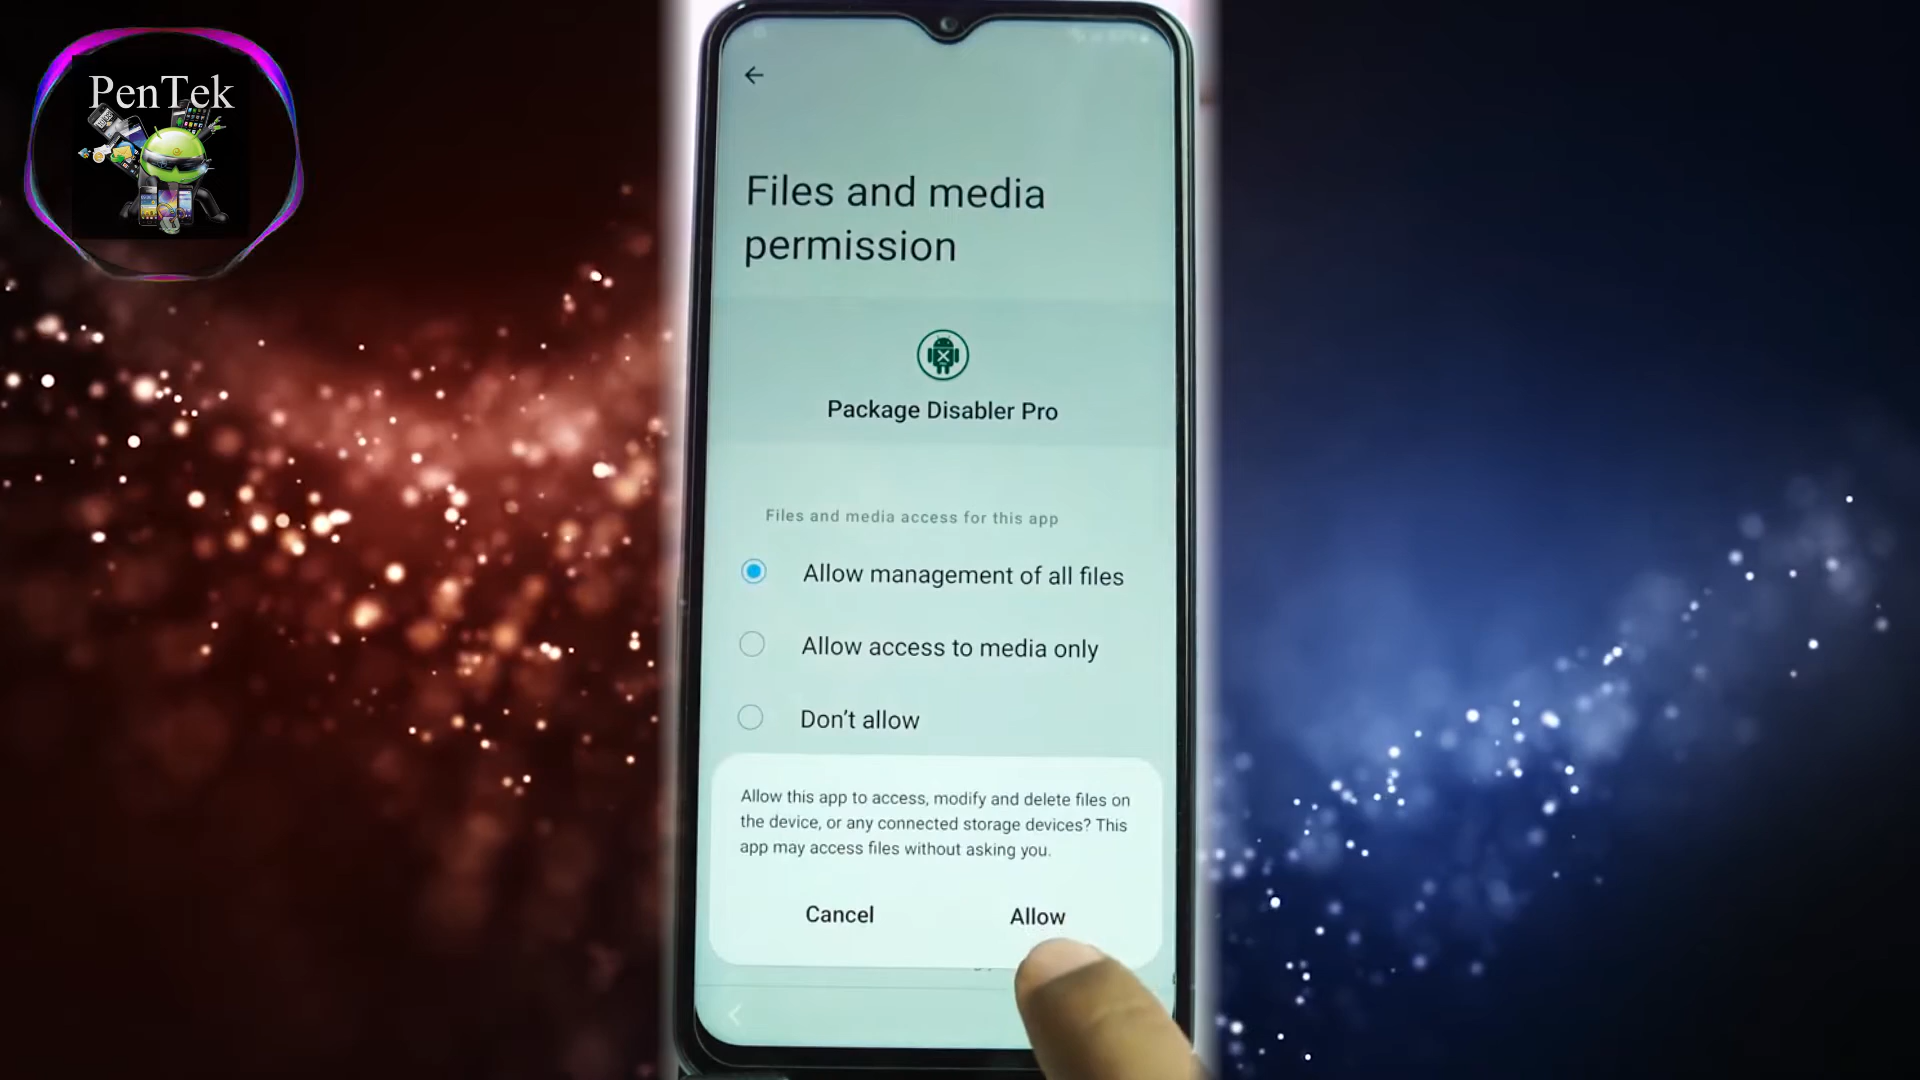 PenTek
Files and media
permission
Package Disabler Pro
Files and media access for this app
Allow management of all files
Allow access to media only
Don't allow
Allow this app to access, modify and delete files on
the device, or any connected storage devices? This
app may access files without asking you.
Cancel
Allow